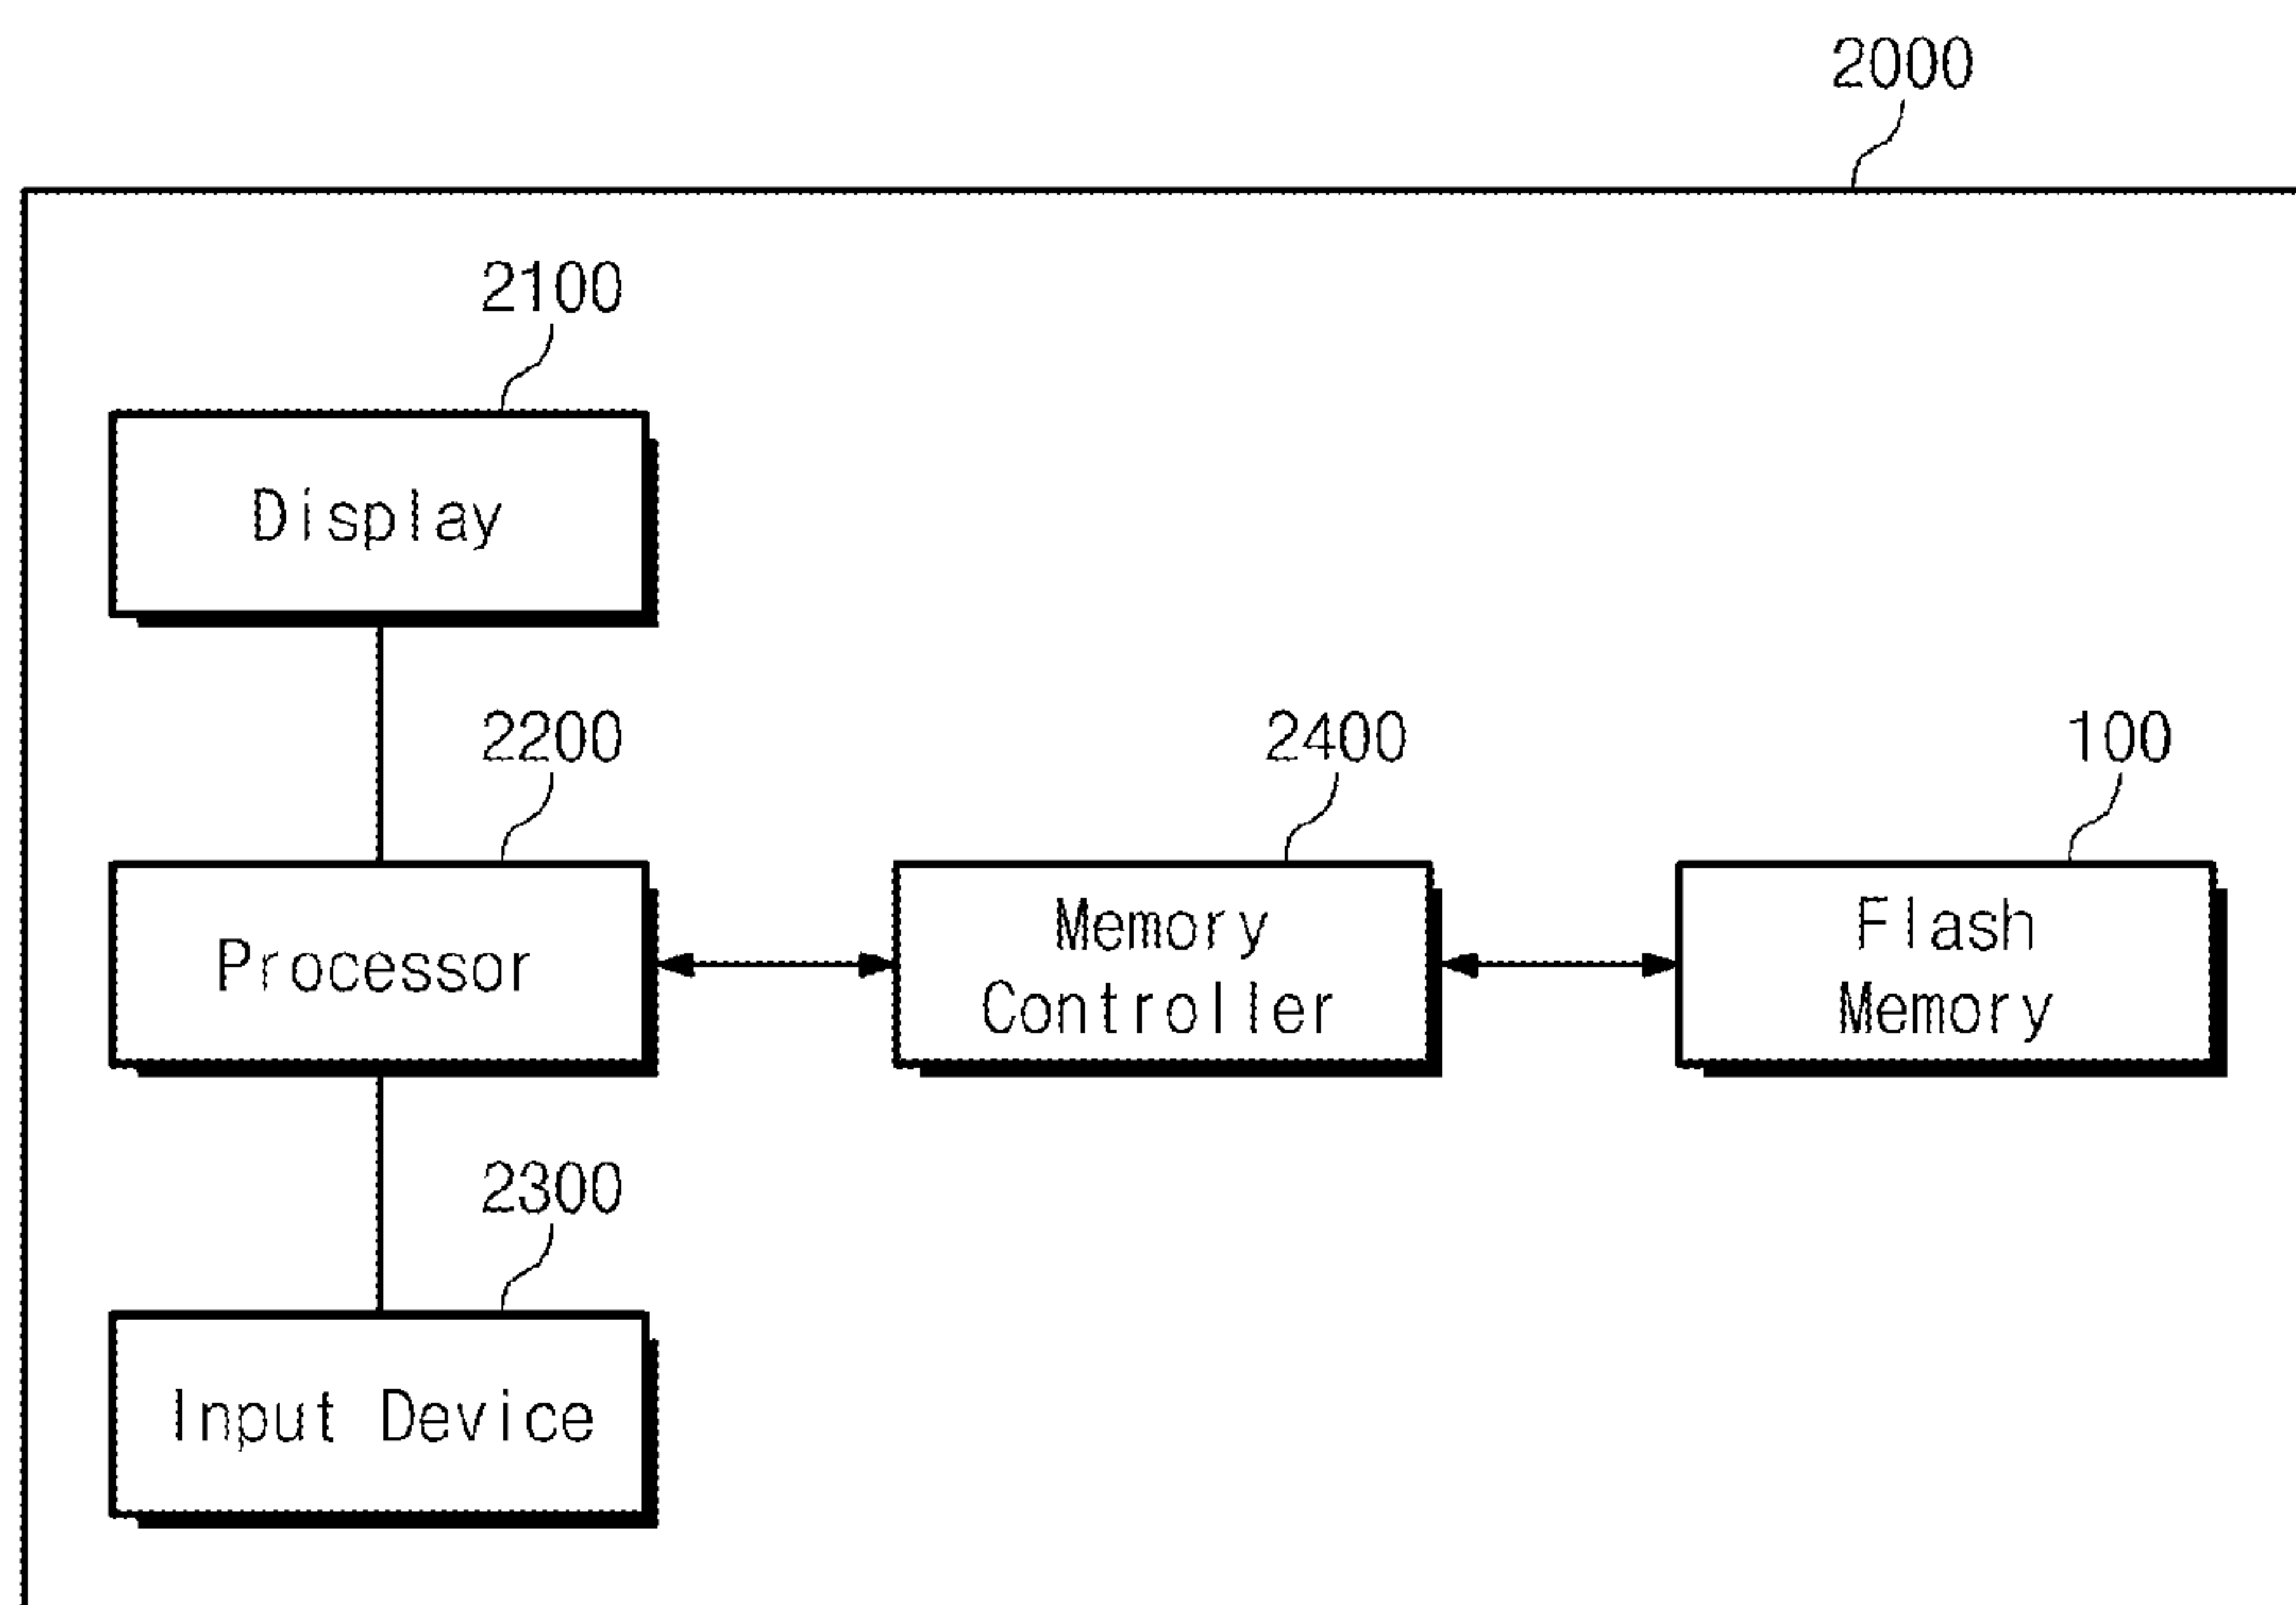 2000
2100
Display
2200
2400
100
Processor
Memory
Controller
Flash
Memory
2300
Input Device